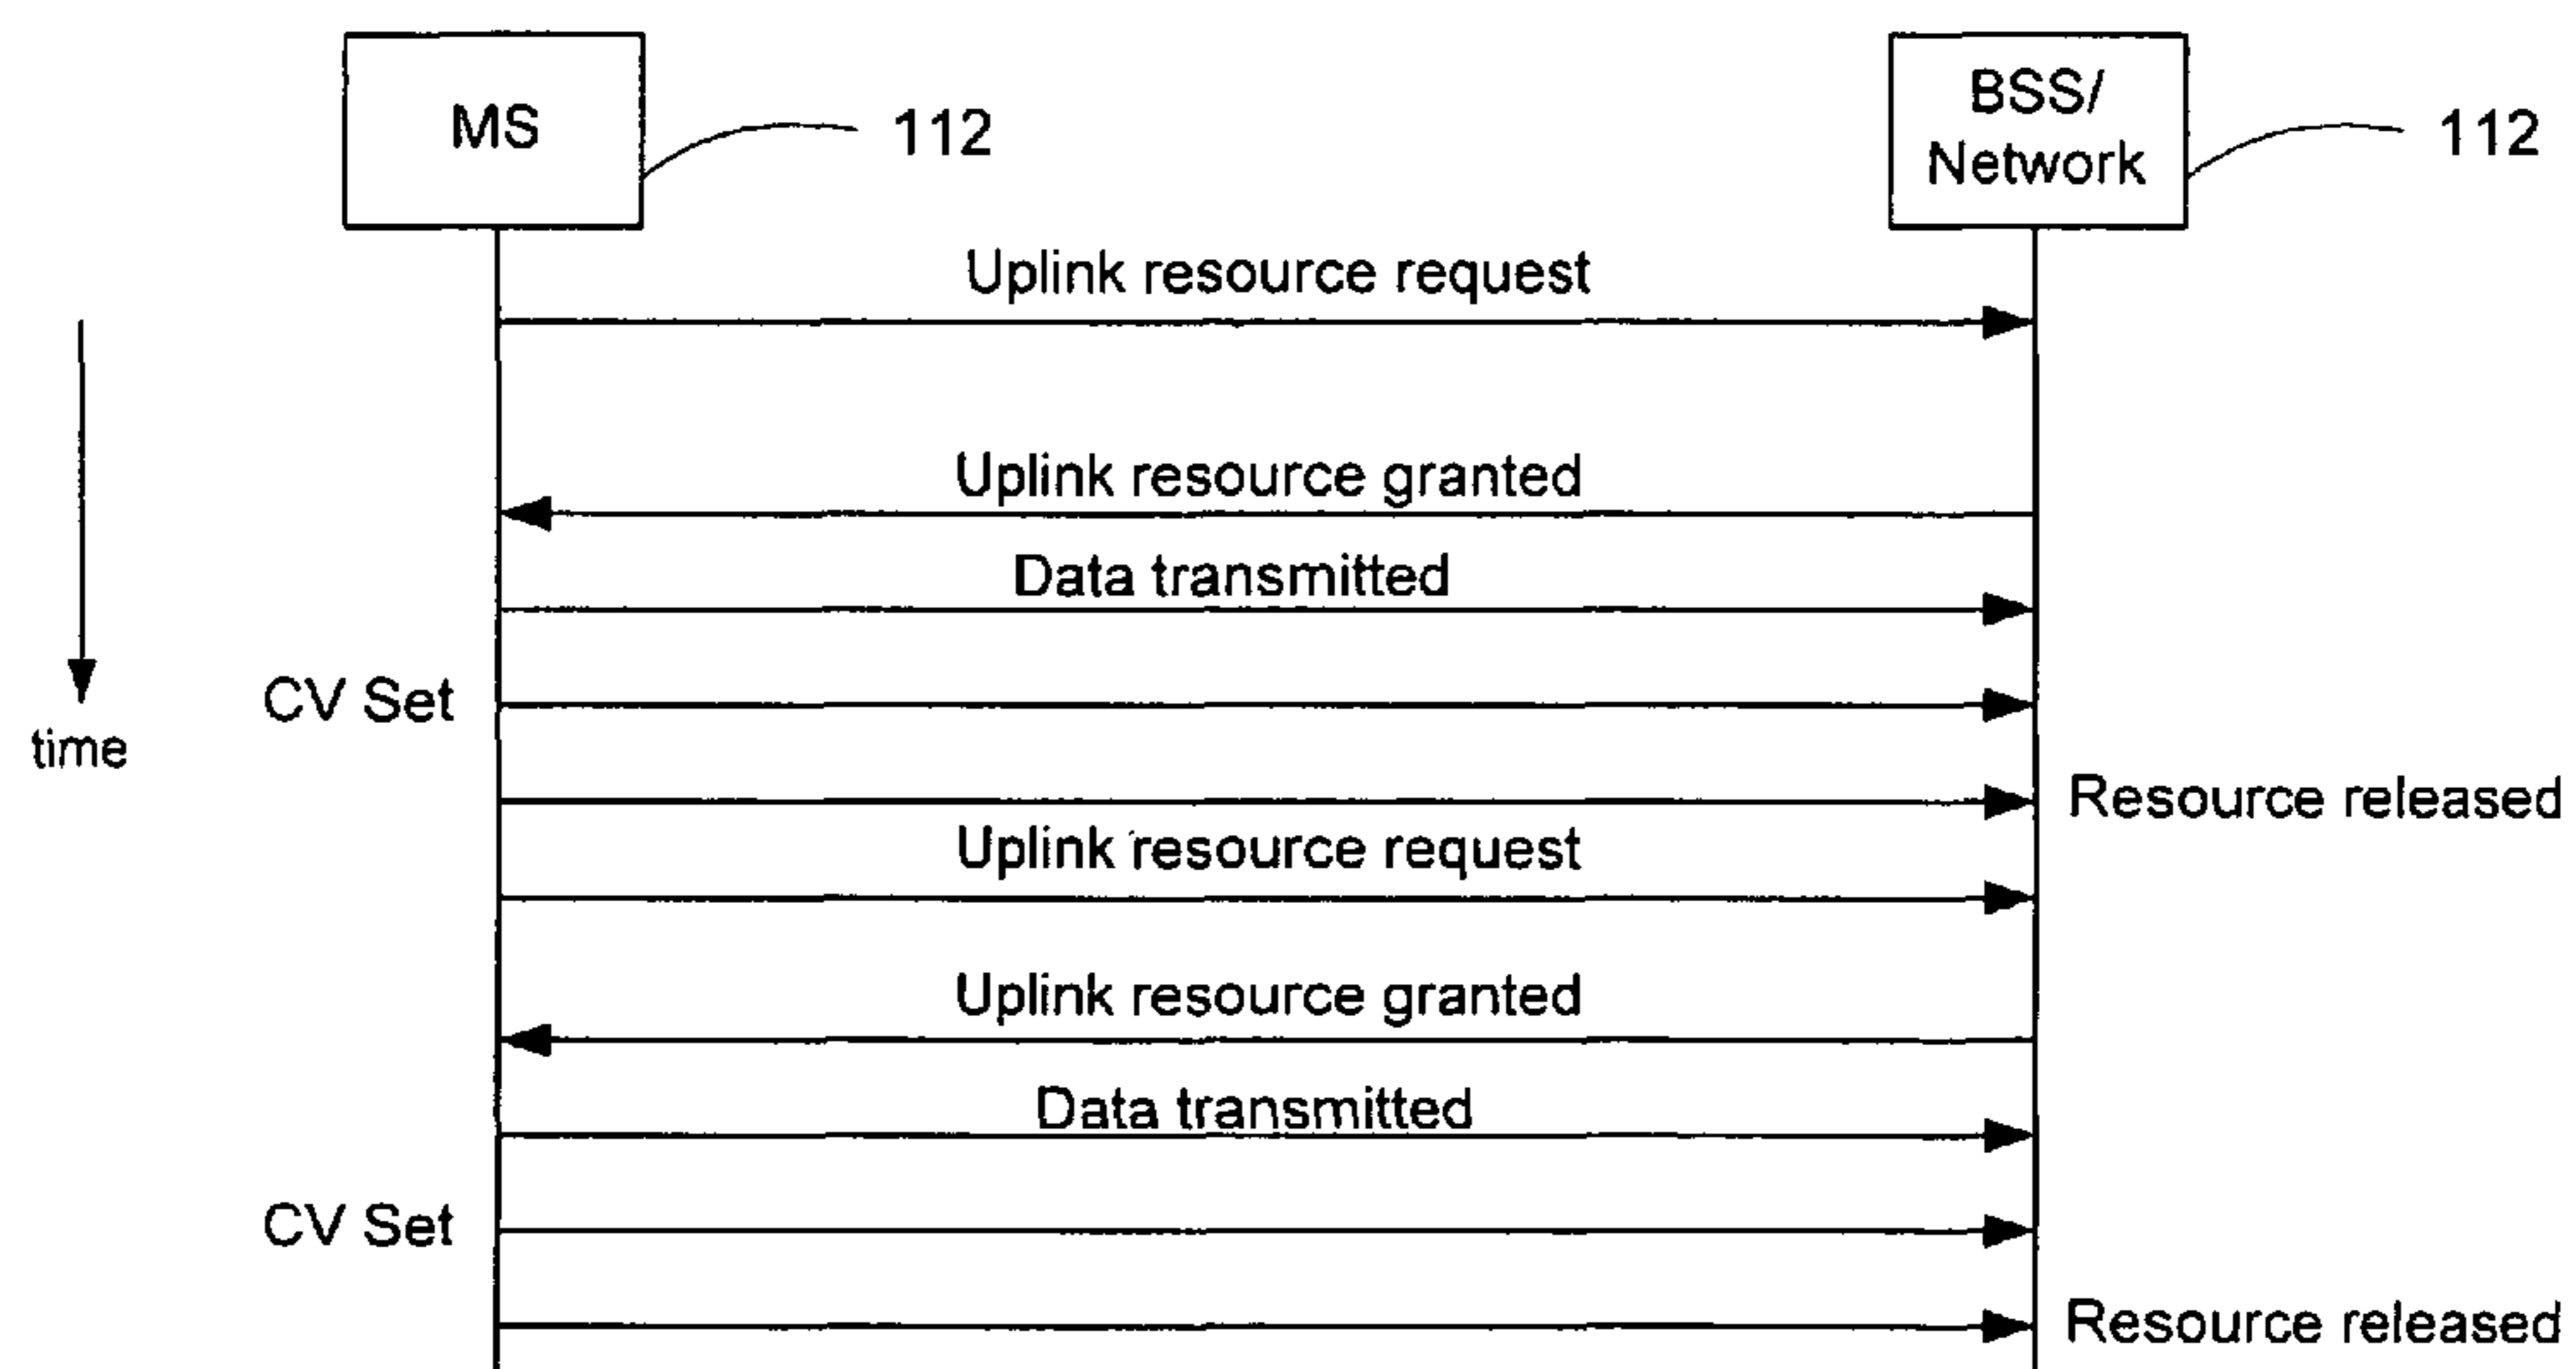 MS
112
BSS/
Network
112
Uplink resource request
Uplink resource granted
Data transmitted
CV Set
time
Resource released
Uplink resource request
Uplink resource granted
Data transmitted
CV Set
Resource released